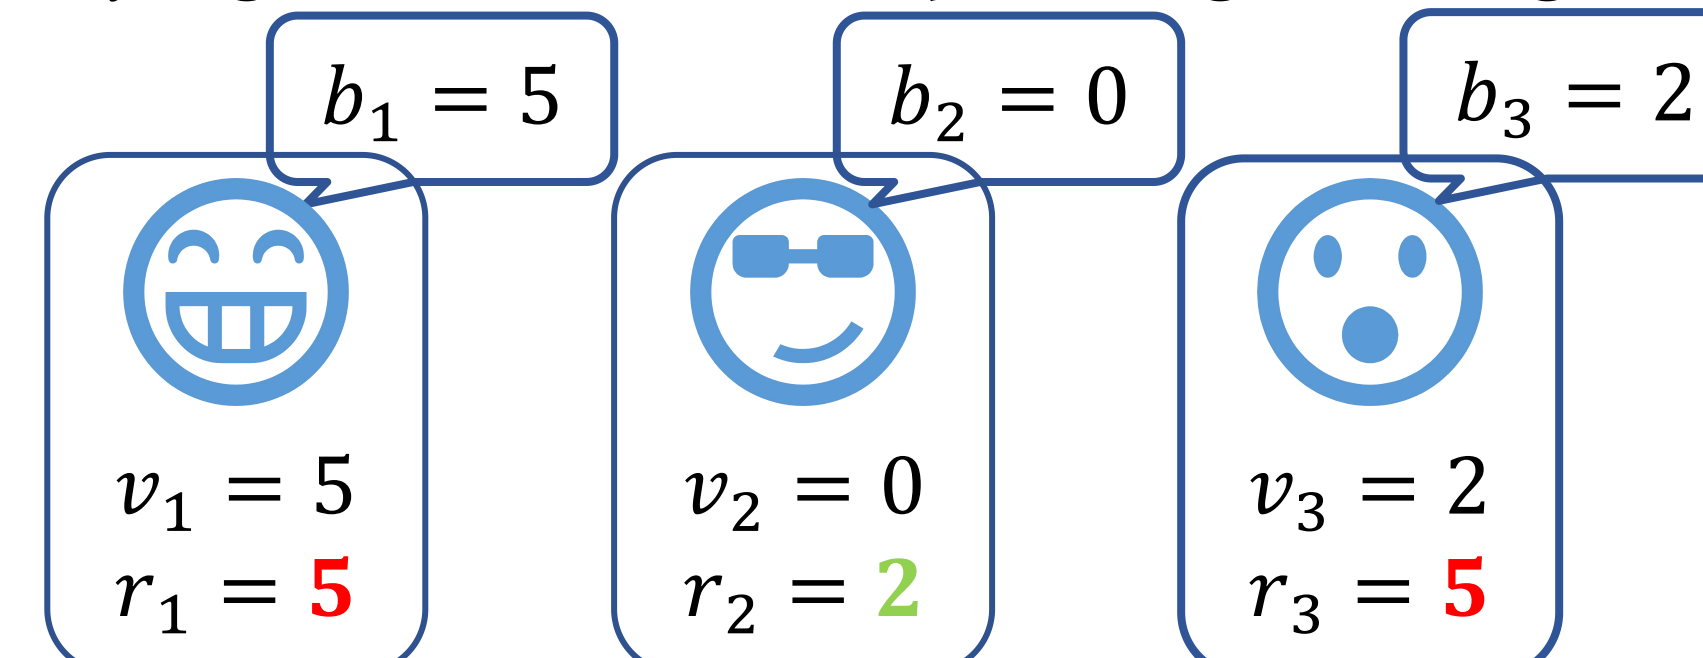 b₁ = 5
b₂ = 0
b₃ = 2
v₁ = 5
r₁ = 5
v₂ = 0
r₂ = 2
v₃ = 2
r₃ = 5